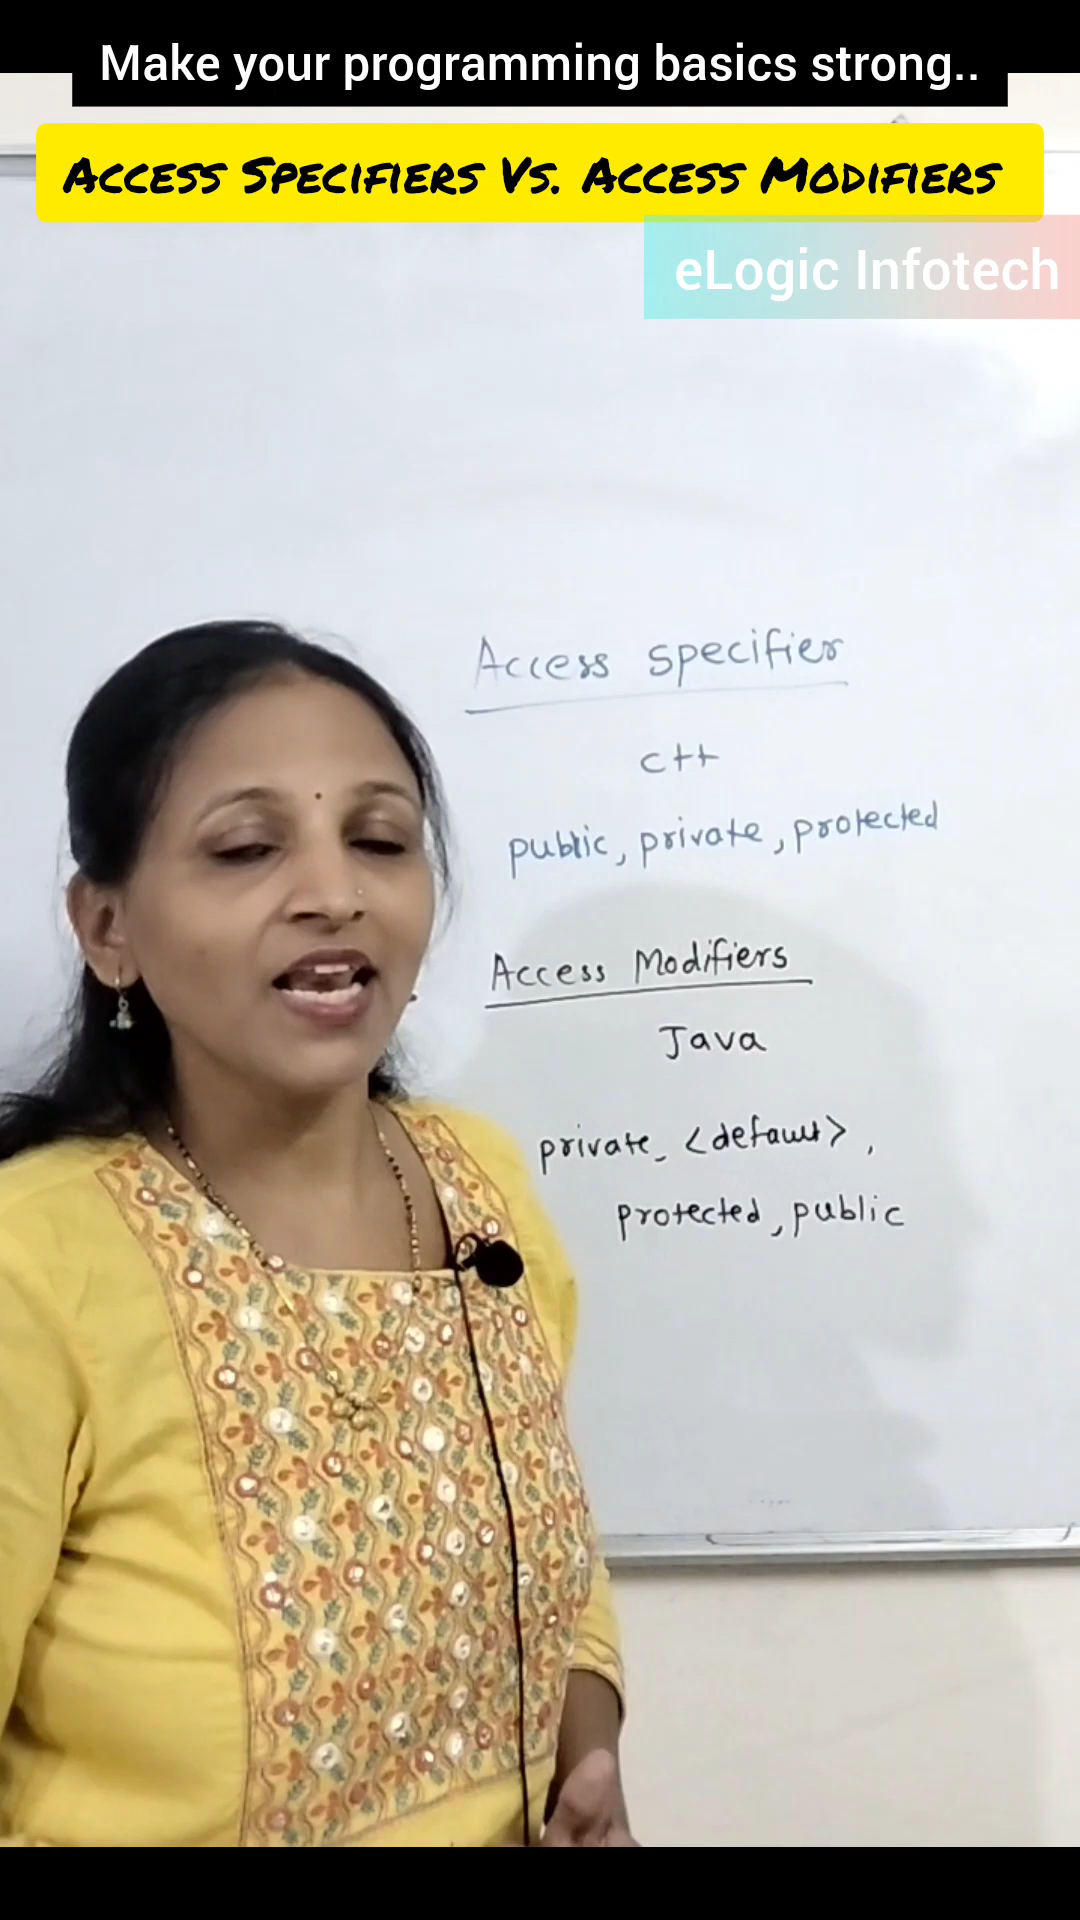 Make your programming basics strong..
Access Specifiers Vs. Access Modifiers
eLogic Infotech
Access specifier
c++
public, private, protected
Access Modifiers
Java
private, <default>,
protected, public